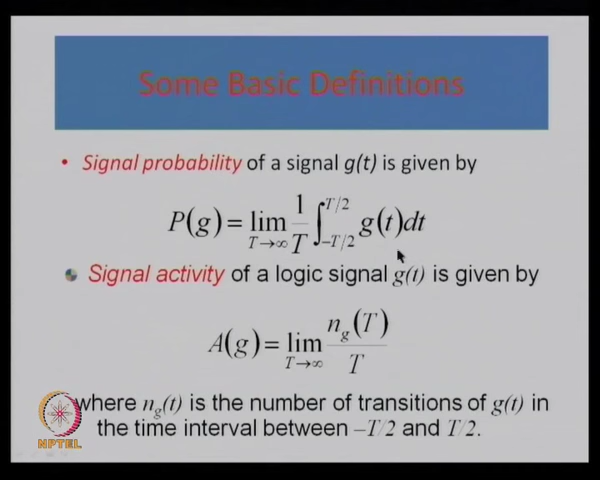 Some Basic Definitions
• Signal probability of a signal g(t) is given by
P(g) = lim T→∞ 1/T ∫_{-T/2}^{T/2} g(t)dt
Signal activity of a logic signal g(t) is given by
A(g) = lim T→∞ n_g(T)/T
where n_g(t) is the number of transitions of g(t) in
the time interval between –T/2 and T/2.
NPTEL